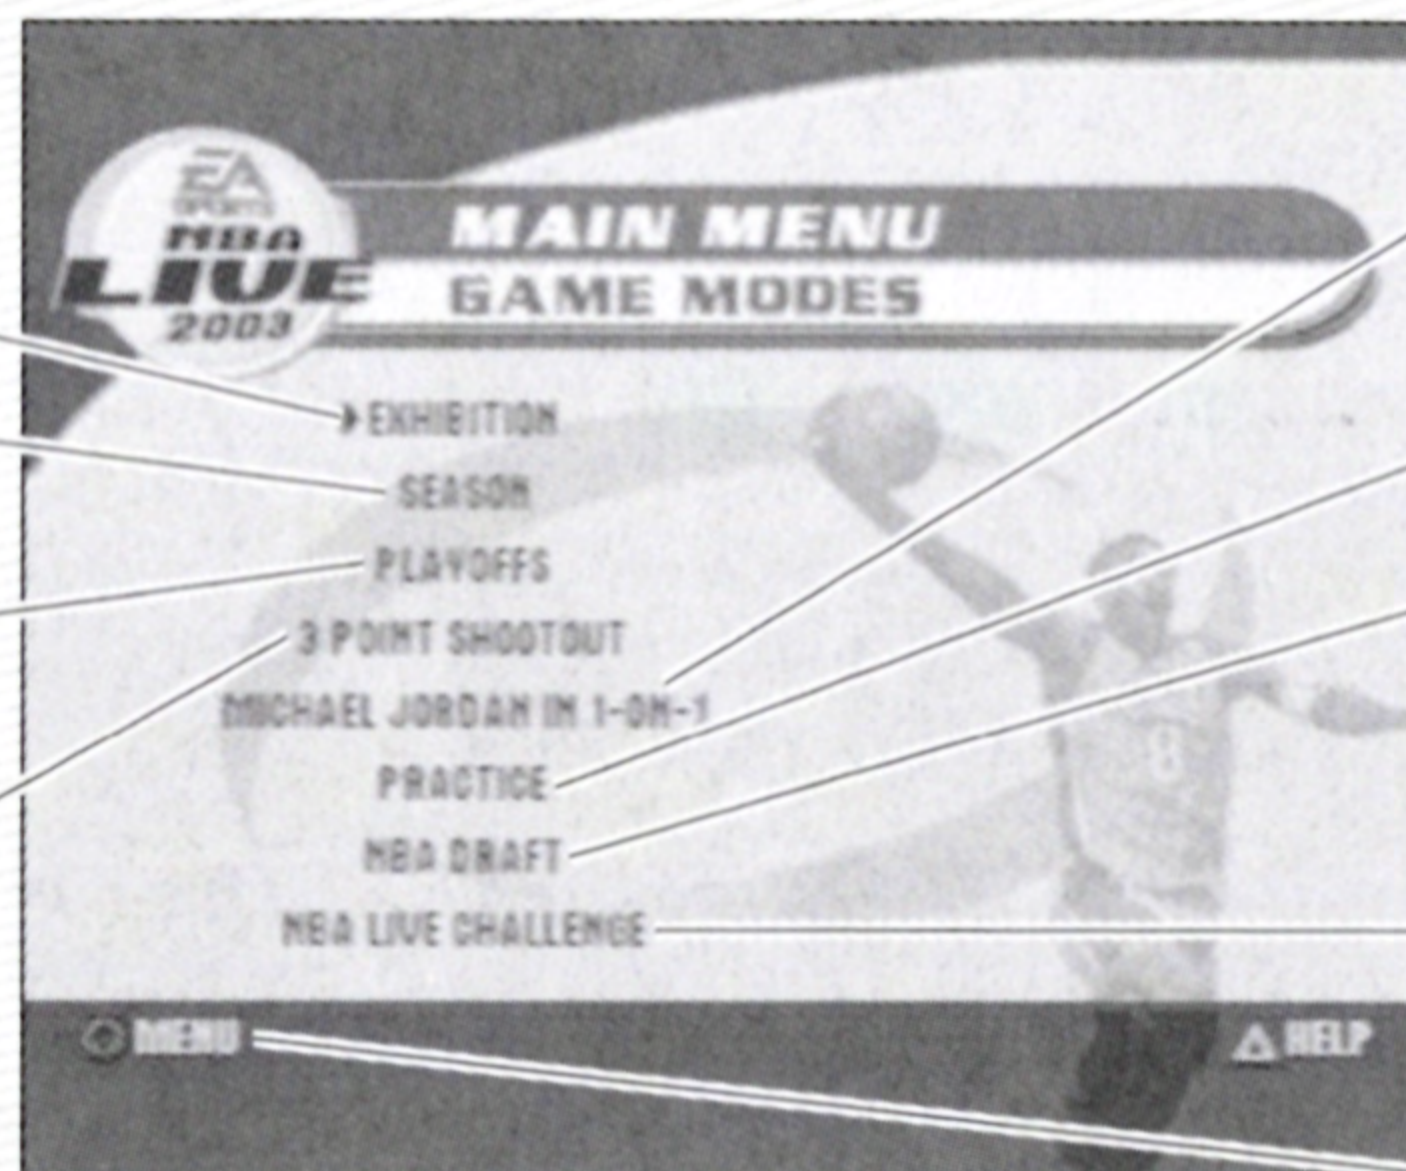 EA
SPORTS
NBA
LIVE
2003
MAIN MENU
GAME MODES
EXHIBITION
SEASON
PLAYOFFS
3 POINT SHOOTOUT
MICHAEL JORDAN IN 1-ON-1
PRACTICE
NBA DRAFT
NBA LIVE CHALLENGE
MENU
HELP
8